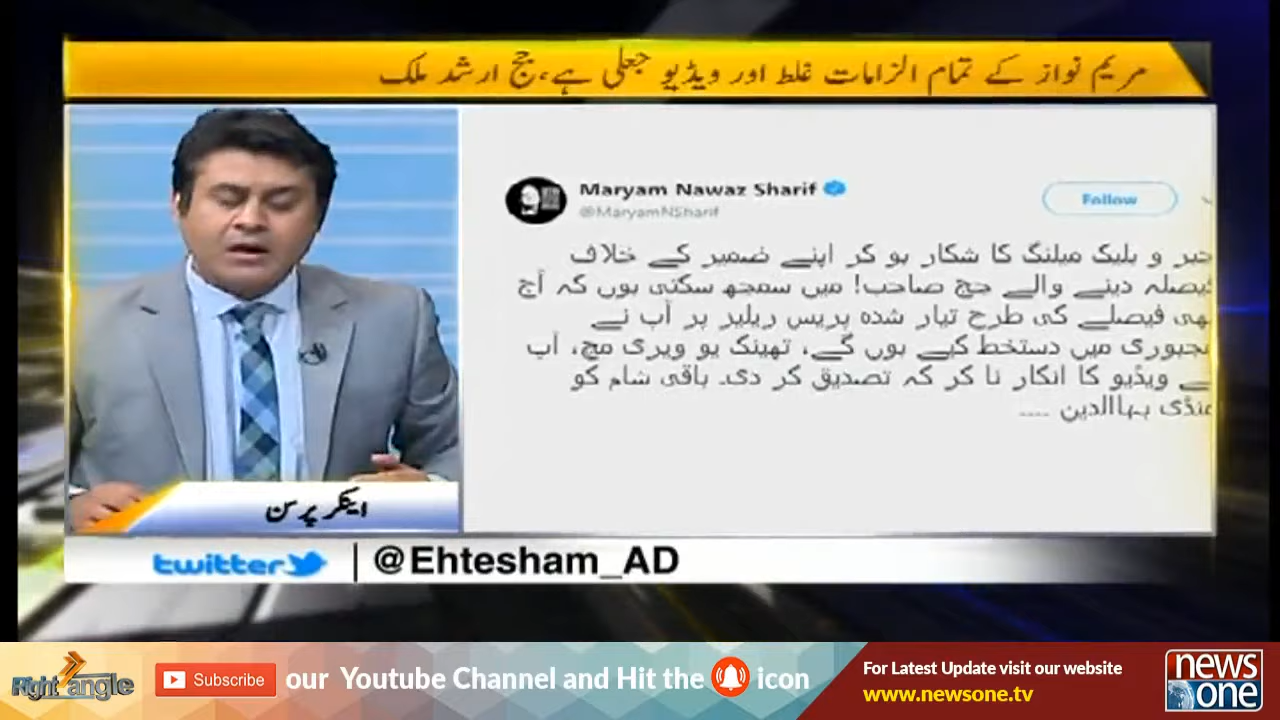 مریم نواز کے تمام الزامات غلط اور ویڈیو جعلی ہے، جج ارشد ملک
Maryam Nawaz Sharif
@MaryamNSharif
Follow
جبر و بلیک میلنگ کا شکار ہو کر اپنے ضمیر کے خلاف
فیصلہ دینے والے جج صاحب! میں سمجھ سکتی ہوں کہ آج
بھی فیصلے کی طرح تیار شدہ پریس ریلیز پر آپ نے
مجبوری میں دستخط کیے ہوں گے، تھینک یو ویری مچ، آپ
نے ویڈیو کا انکار نا کر کہ تصدیق کر دی۔ باقی شام کو
منڈی بہاالدین ....
اینکر پرسن
twitter | @Ehtesham_AD
Right angle
Subscribe our Youtube Channel and Hit the icon
For Latest Update visit our website
www.newsone.tv
news
one